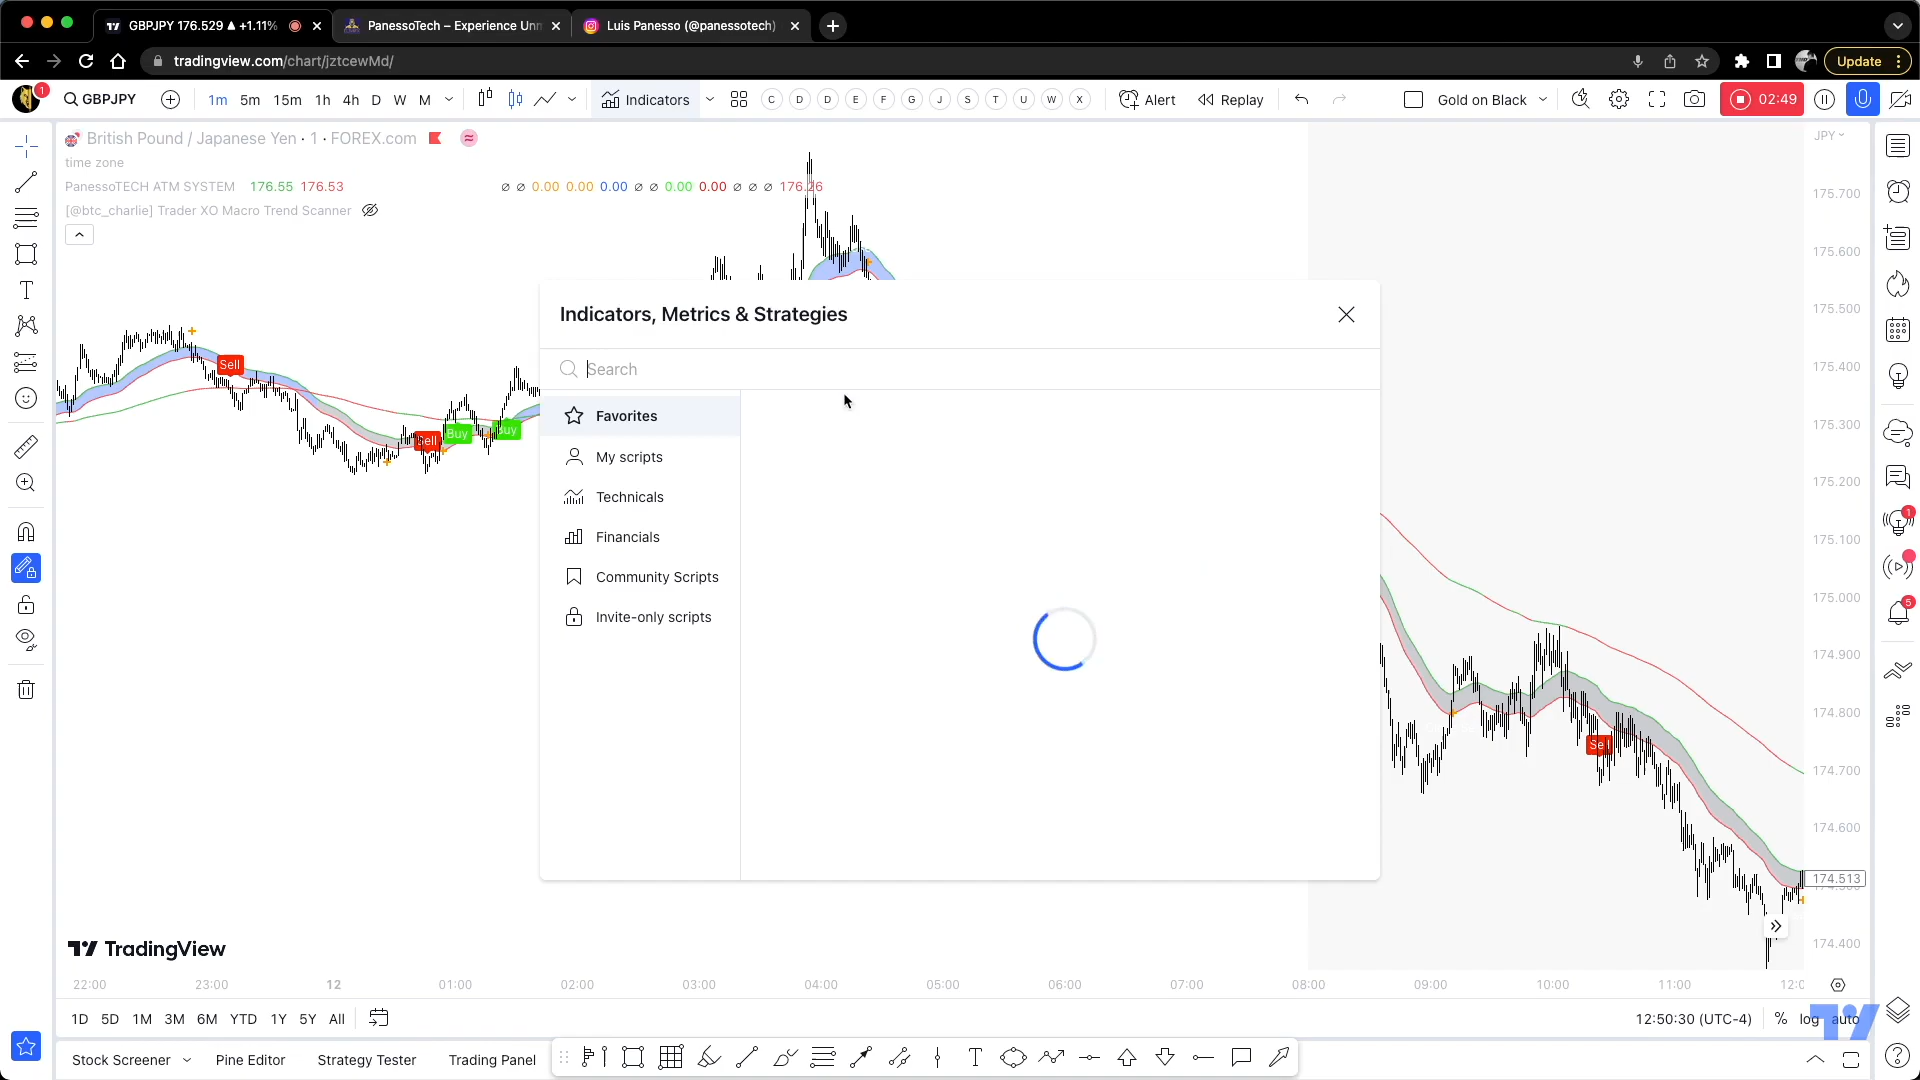 GBPJPY 176.529 ▲ +1.11%
PanessoTech – Experience Unm
Luis Panesso (@panessotech)
tradingview.com/chart/jztcewMd/
Update
1
GBPJPY
1m 5m 15m 1h 4h D W M
Indicators
C D D E F G J S T U W X
Alert
Replay
Gold on Black
02:49
British Pound / Japanese Yen · 1 · FOREX.com
JPY
time zone
PanessoTECH ATM SYSTEM 176.55 176.53 ∅ ∅ 0.00 0.00 0.00 ∅ ∅ 0.00 0.00 ∅ ∅ ∅ 176.26
[@btc_charlie] Trader XO Macro Trend Scanner
175.700
175.600
175.500
175.400
175.300
175.200
175.100
175.000
174.900
174.800
174.700
174.600
174.513
174.400
Sell
Sell
Buy
Buy
Sell
Indicators, Metrics & Strategies
Search
Favorites
My scripts
Technicals
Financials
Community Scripts
Invite-only scripts
1
5
TradingView
22:00 23:00 12 01:00 02:00 03:00 04:00 05:00 06:00 07:00 08:00 09:00 10:00 11:00 12:0
1D 5D 1M 3M 6M YTD 1Y 5Y All
12:50:30 (UTC-4) % log auto
Stock Screener Pine Editor Strategy Tester Trading Panel